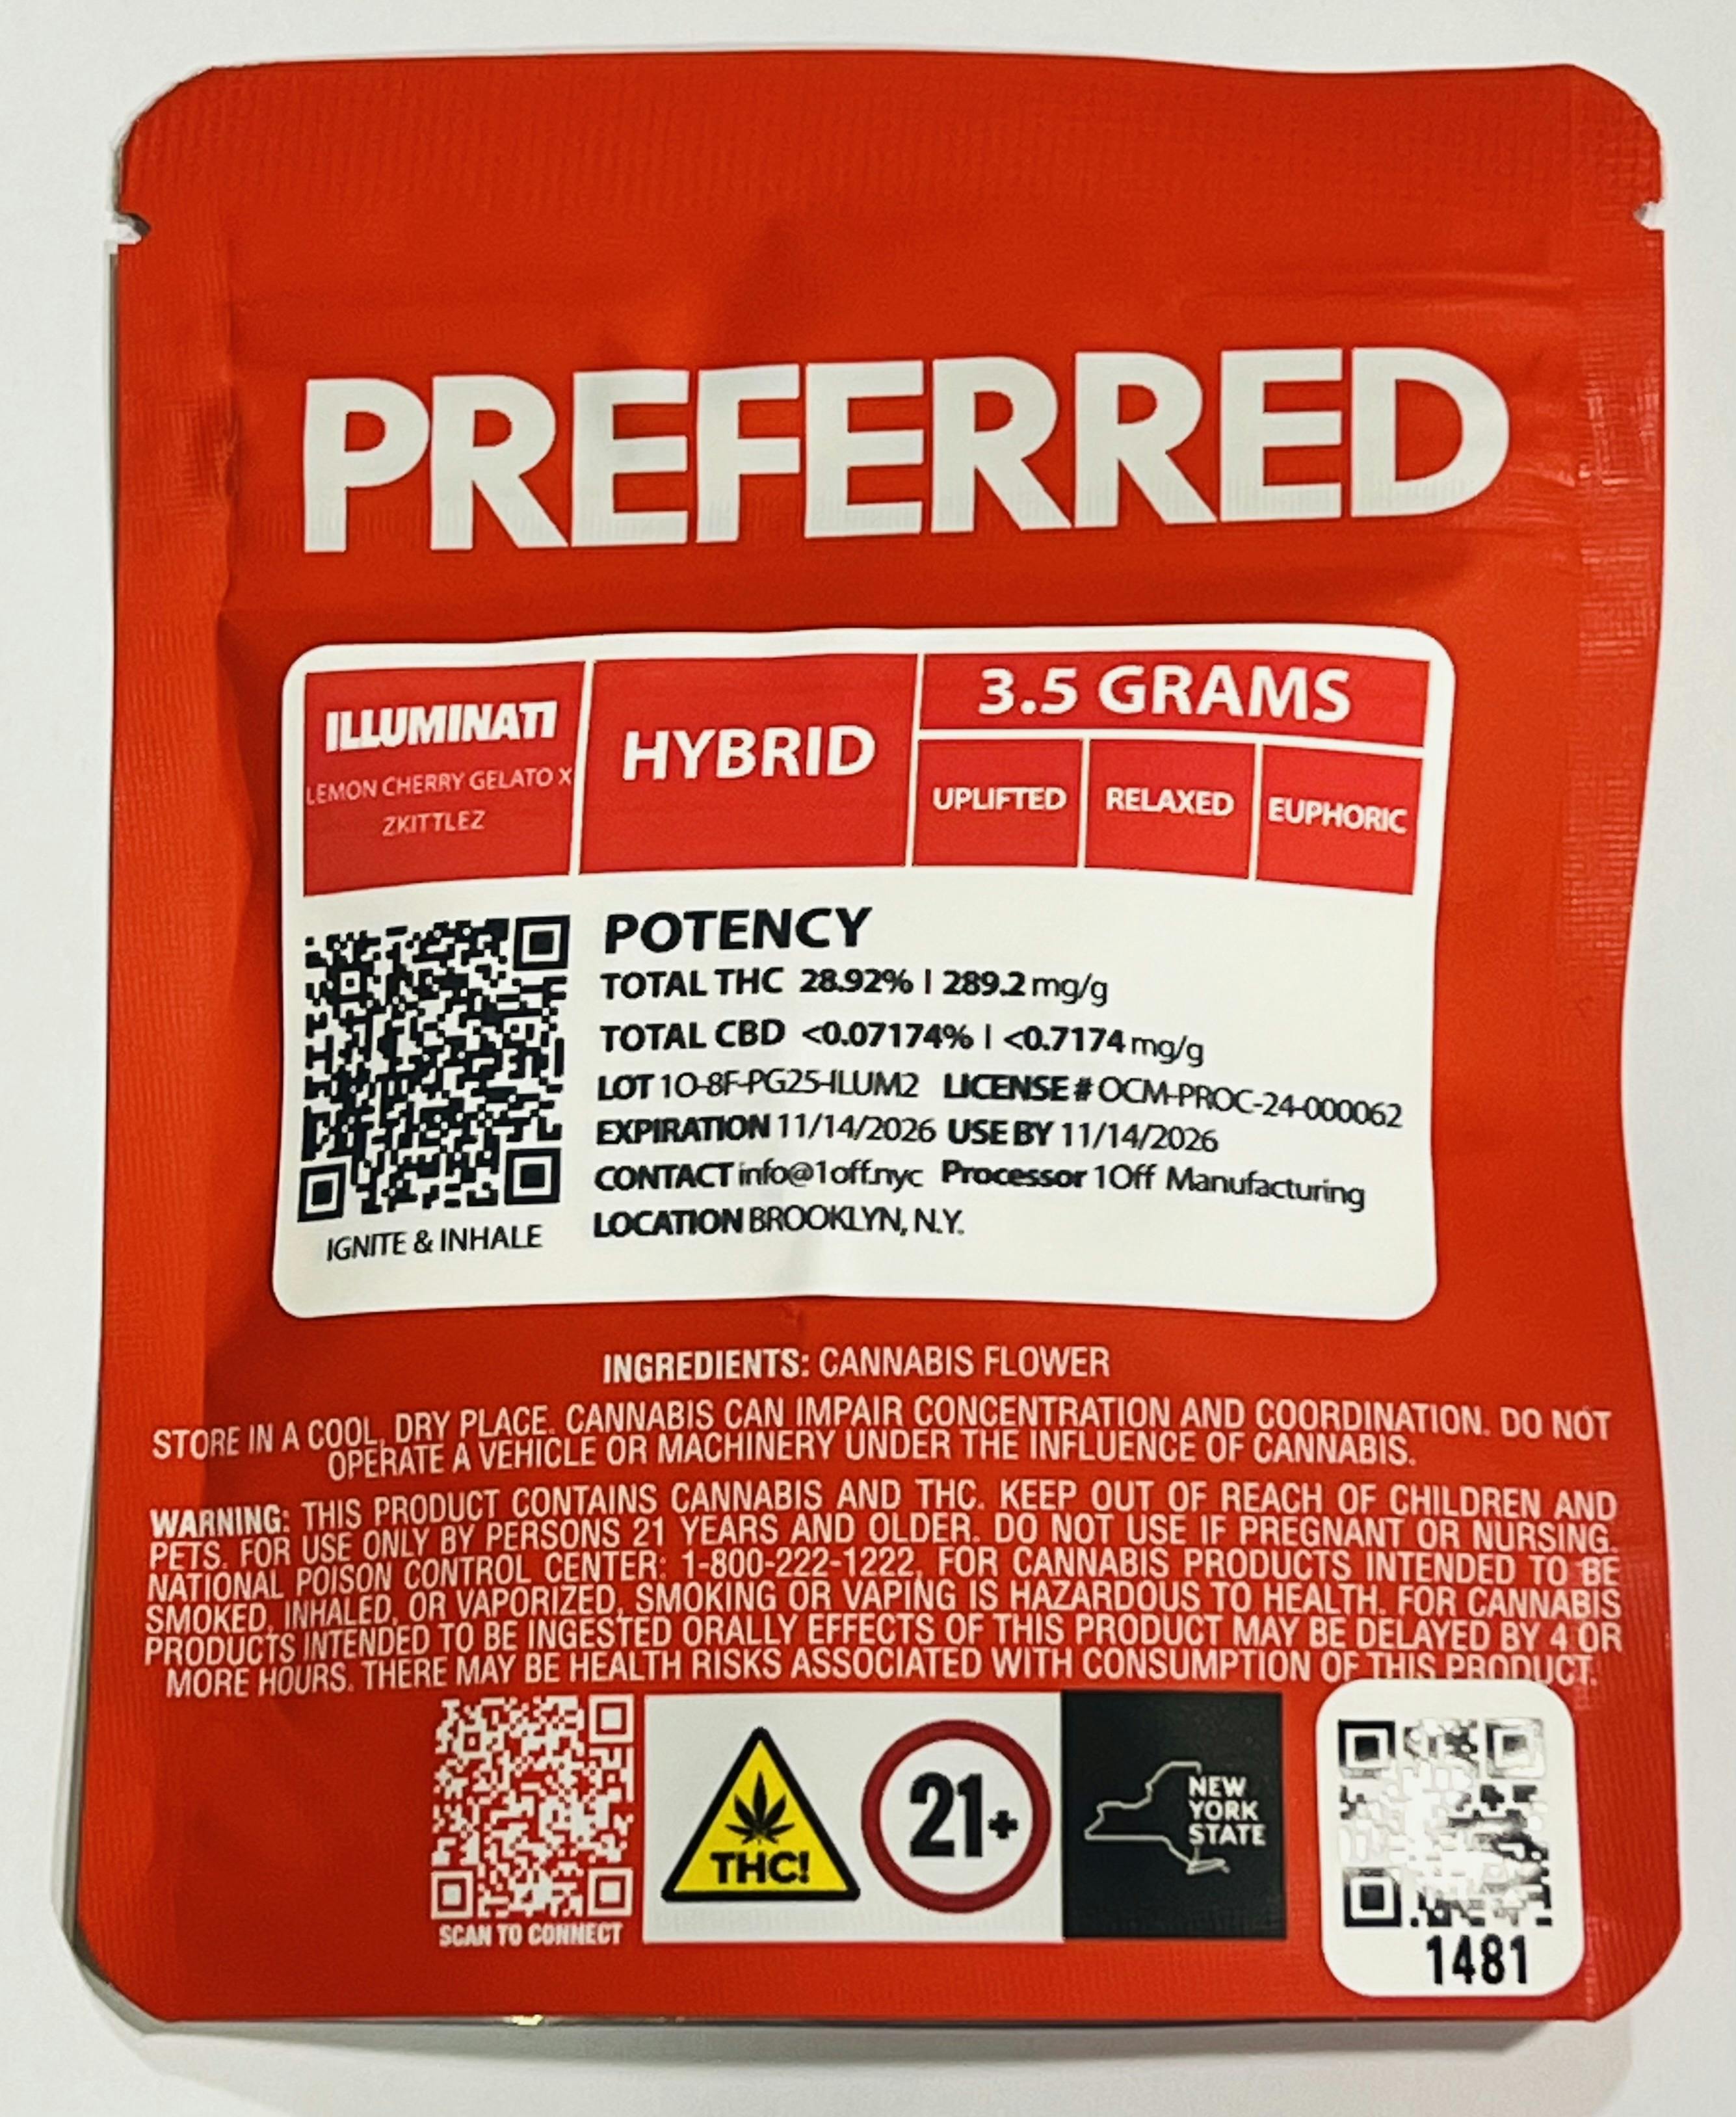 PREFERRED
ILLUMINATI
LEMON CHERRY GELATO X
ZKITTLEZ
HYBRID
3.5 GRAMS
UPLIFTED
RELAXED
EUPHORIC
POTENCY
TOTAL THC 28.92% | 289.2 mg/g
TOTAL CBD <0.07174% | <0.7174 mg/g
LOT 1O-8F-PG25-ILUM2 LICENSE # OCM-PROC-24-000062
EXPIRATION 11/14/2026 USE BY 11/14/2026
CONTACT info@1off.nyc Processor 1Off Manufacturing
LOCATION BROOKLYN, N.Y.
IGNITE & INHALE
INGREDIENTS: CANNABIS FLOWER
STORE IN A COOL, DRY PLACE. CANNABIS CAN IMPAIR CONCENTRATION AND COORDINATION. DO NOT
OPERATE A VEHICLE OR MACHINERY UNDER THE INFLUENCE OF CANNABIS.
WARNING: THIS PRODUCT CONTAINS CANNABIS AND THC. KEEP OUT OF REACH OF CHILDREN AND
PETS. FOR USE ONLY BY PERSONS 21 YEARS AND OLDER. DO NOT USE IF PREGNANT OR NURSING.
NATIONAL POISON CONTROL CENTER: 1-800-222-1222, FOR CANNABIS PRODUCTS INTENDED TO BE
SMOKED, INHALED, OR VAPORIZED, SMOKING OR VAPING IS HAZARDOUS TO HEALTH. FOR CANNABIS
PRODUCTS INTENDED TO BE INGESTED ORALLY EFFECTS OF THIS PRODUCT MAY BE DELAYED BY 4 OR
MORE HOURS. THERE MAY BE HEALTH RISKS ASSOCIATED WITH CONSUMPTION OF THIS PRODUCT.
SCAN TO CONNECT
THC!
21+
NEW
YORK
STATE
1481